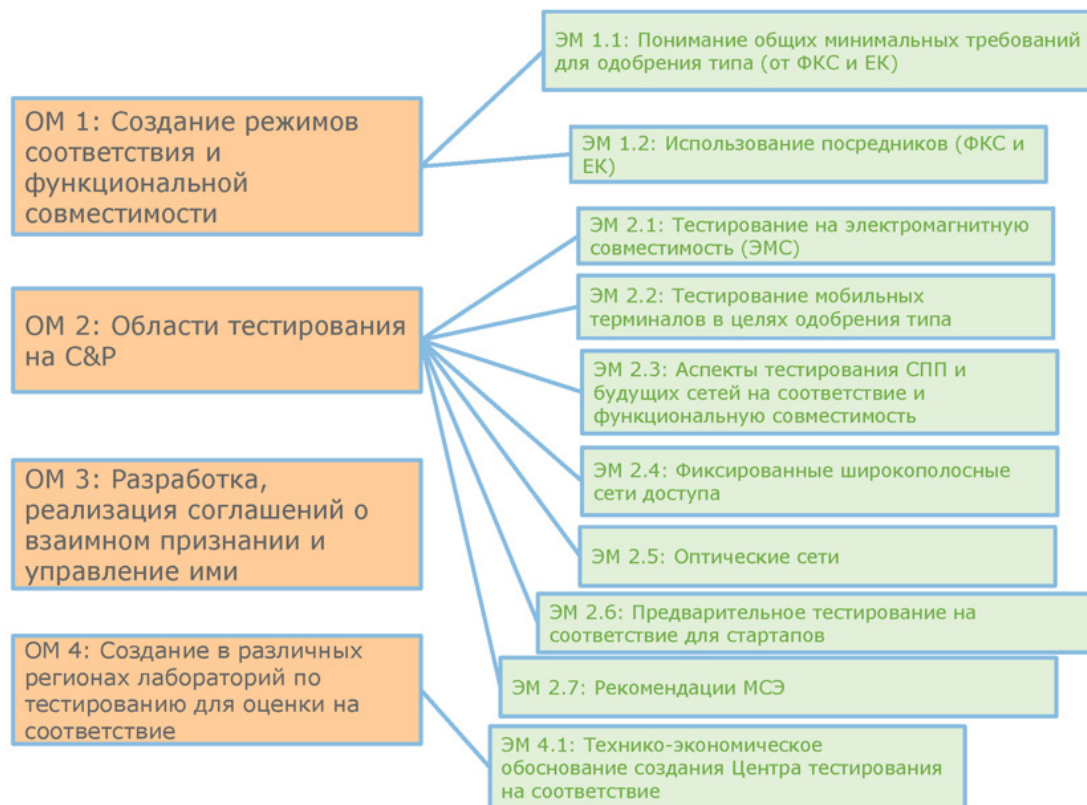 ОМ 1: Создание режимов
соответствия и
функциональной
совместимости
ЭМ 1.1: Понимание общих минимальных требований
для одобрения типа (от ФКС и ЕК)
ЭМ 1.2: Использование посредников (ФКС и
ЕК)
ОМ 2: Области тестирования
на C&P
ЭМ 2.1: Тестирование на электромагнитную
совместимость (ЭМС)
ЭМ 2.2: Тестирование мобильных
терминалов в целях одобрения типа
ЭМ 2.3: Аспекты тестирования СПП и
будущих сетей на соответствие и
функциональную совместимость
ЭМ 2.4: Фиксированные широкополосные
сети доступа
ЭМ 2.5: Оптические сети
ЭМ 2.6: Предварительное тестирование на
соответствие для стартапов
ЭМ 2.7: Рекомендации МСЭ
ОМ 3: Разработка,
реализация соглашений о
взаимном признании и
управление ими
ОМ 4: Создание в различных
регионах лабораторий по
тестированию для оценки на
соответствие
ЭМ 4.1: Технико-экономическое
обоснование создания Центра тестирования
на соответствие